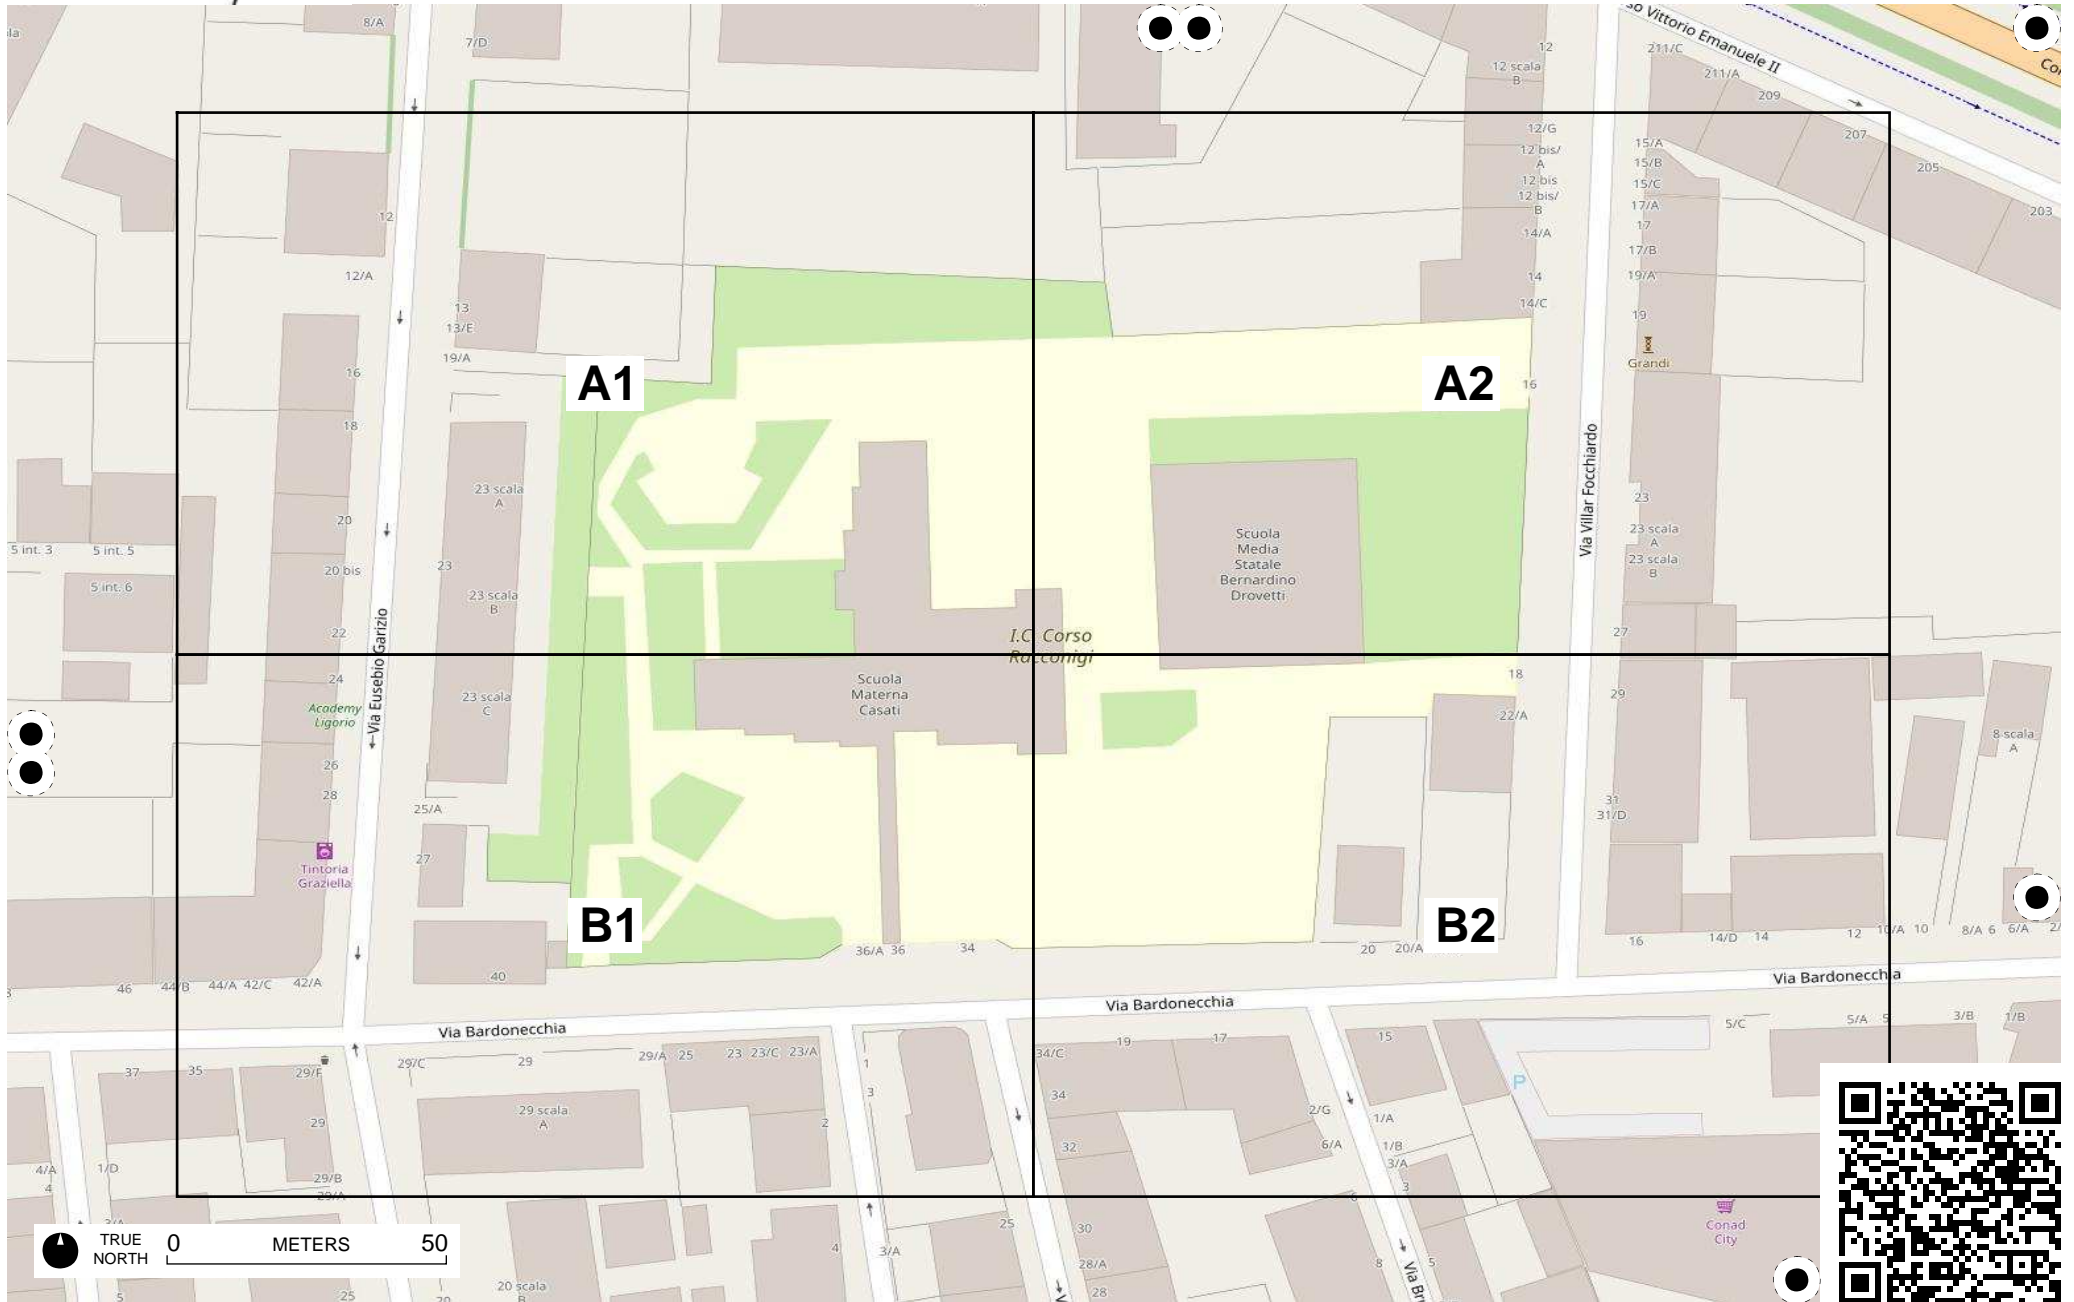 8/A
7/D
12
12 scala
B
211/C
so Vittorio Emanuele II
211/A
209
207
205
203
12/G
12 bis/
A
12 bis
12 bis/
B
14/A
14
14/C
15/A
15/B
15/C
17/A
17
17/B
19/A
19
Grandi
12
12/A
13
13/E
19/A
16
A1
A2
16
18
23 scala
A
20
23
20 bis
23 scala
B
22
5 int. 3
5 int. 5
5 int. 6
Via Eusebio Garizio
Scuola
Media
Statale
Bernardino
Drovetti
Via Villar Focchiardo
23
23 scala
A
23 scala
B
27
I.C. Corso
Racconigi
24
23 scala
C
Academy
Ligorio
Scuola
Materna
Casati
18
22/A
29
8 scala
A
26
28
25/A
31
31/D
27
Tintoria
Graziella
B1
B2
36/A
36
34
20
20/A
16
14/D
14
12
10/A
10
8/A
6
6/A
40
46
44/B
44/A
42/C
42/A
Via Bardonecchia
Via Bardonecchia
Via Bardonecchia
37
35
29/F
29/C
29
29/A
25
23
23/C
23/A
1
3
34/C
19
17
15
5/C
5/A
5
3/B
1/B
P
29
29 scala
A
2
34
2/G
1/A
32
6/A
1/B
3/A
3
4/A
4
1/D
29/B
29/A
3/A
6
25
30
Conad
City
TRUE
NORTH
0
METERS
50
4
3/A
28/A
8
5
20 scala
B
28
5
25
20